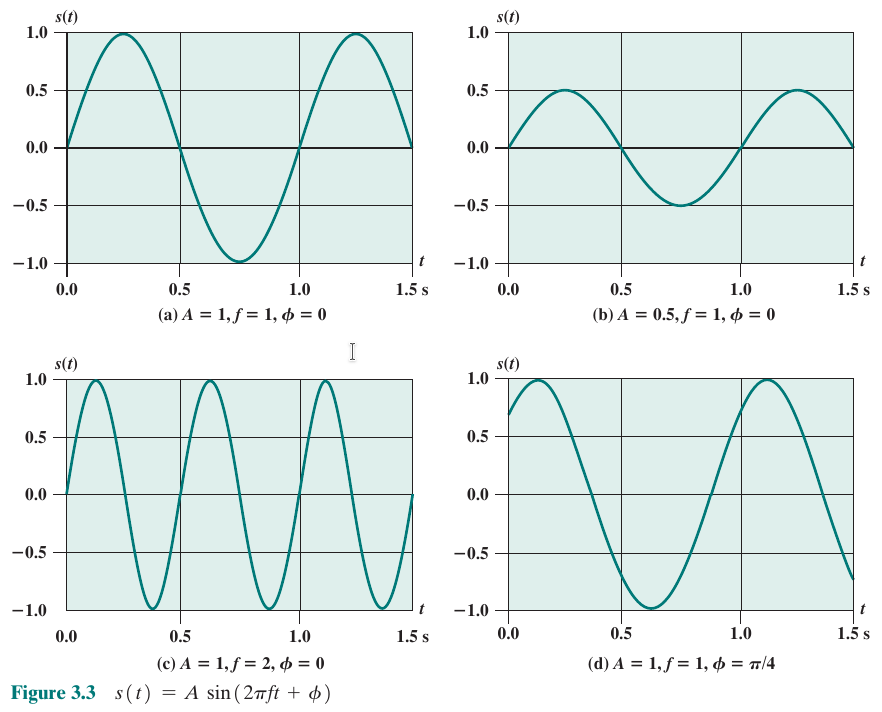 s(t)
1.0
0.5
0.0
−0.5
−1.0
t
0.0 0.5 1.0 1.5 s
(a) A = 1, f = 1, ϕ = 0
s(t)
1.0
0.5
0.0
−0.5
−1.0
t
0.0 0.5 1.0 1.5 s
(b) A = 0.5, f = 1, ϕ = 0
s(t)
1.0
0.5
0.0
−0.5
−1.0
t
0.0 0.5 1.0 1.5 s
(c) A = 1, f = 2, ϕ = 0
s(t)
1.0
0.5
0.0
−0.5
−1.0
t
0.0 0.5 1.0 1.5 s
(d) A = 1, f = 1, ϕ = π/4
Figure 3.3 s(t) = A sin(2πft + ϕ)